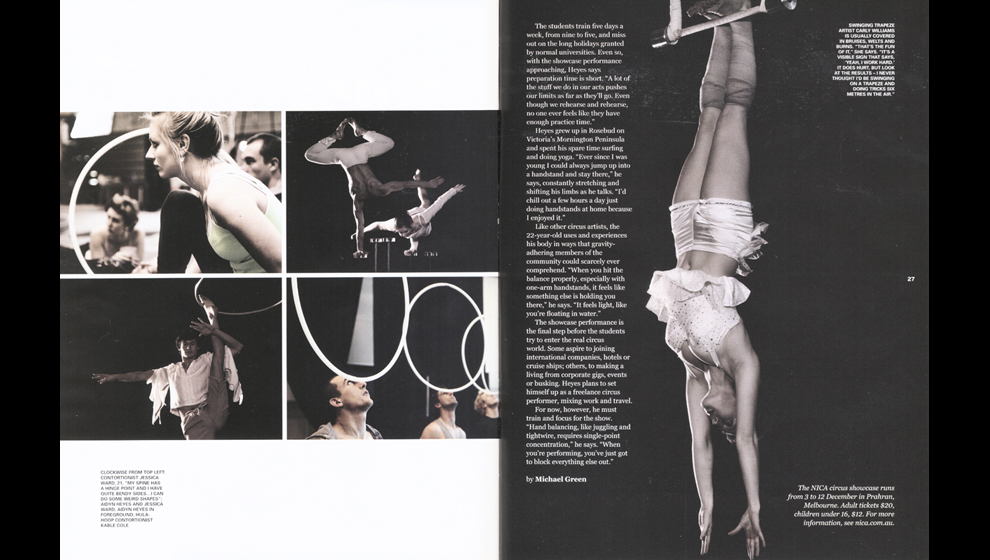 CLOCKWISE FROM TOP LEFT:
CONTORTIONIST JESSICA
WARD, 21. "MY SPINE HAS
A HINGE POINT AND I HAVE
QUITE BENDY SIDES... I CAN
DO SOME WEIRD SHAPES";
AIDYN HEYES AND JESSICA
WARD; AIDYN HEYES IN
FOREGROUND; HULA-
HOOP CONTORTIONIST
KABLE COLE.
The students train five days a
week, from nine to five, and miss
out on the long holidays granted
by normal universities. Even so,
with the showcase performance
approaching, Heyes says
preparation time is short. "A lot of
the stuff we do in our acts pushes
our limits as far as they'll go. Even
though we rehearse and rehearse,
no one ever feels like they have
enough practice time."
Heyes grew up in Rosebud on
Victoria's Mornington Peninsula
and spent his spare time surfing
and doing yoga. "Ever since I was
young I could always jump up into
a handstand and stay there," he
says, constantly stretching and
shifting his limbs as he talks. "I'd
chill out a few hours a day just
doing handstands at home because
I enjoyed it."
Like other circus artists, the
22-year-old uses and experiences
his body in ways that gravity-
adhering members of the
community could scarcely ever
comprehend. "When you hit the
balance properly, especially with
one-arm handstands, it feels like
something else is holding you
there," he says. "It feels light, like
you're floating in water."
The showcase performance is
the final step before the students
try to enter the real circus
world. Some aspire to joining
international companies, hotels or
cruise ships; others, to making a
living from corporate gigs, events
or busking. Heyes plans to set
himself up as a freelance circus
performer, mixing work and travel.
For now, however, he must
train and focus for the show.
"Hand balancing, like juggling and
tightwire, requires single-point
concentration," he says. "When
you're performing, you've just got
to block everything else out."
by Michael Green
SWINGING TRAPEZE
ARTIST CARLY WILLIAMS
IS USUALLY COVERED
IN BRUISES, WELTS AND
BURNS. "THAT'S THE FUN
OF IT," SHE SAYS. "IT'S A
VISIBLE SIGN THAT SAYS,
'YEAH, I WORK HARD.'
IT DOES HURT, BUT LOOK
AT THE RESULTS – I NEVER
THOUGHT I'D BE SWINGING
ON A TRAPEZE AND
DOING TRICKS SIX
METRES IN THE AIR."
27
The NICA circus showcase runs
from 3 to 12 December in Prahran,
Melbourne. Adult tickets $20,
children under 16, $12. For more
information, see nica.com.au.